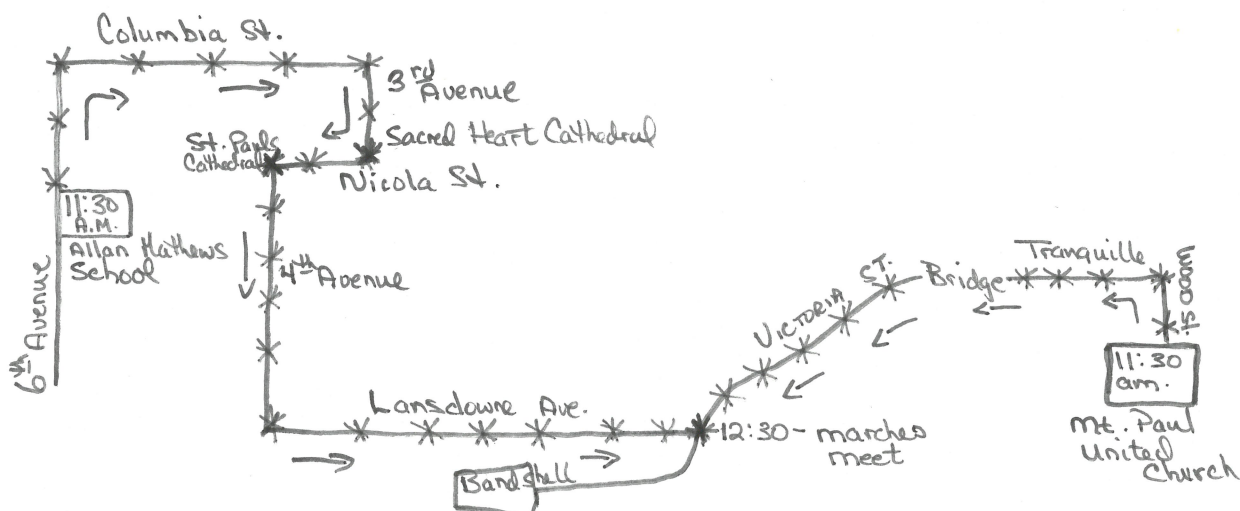 Columbia St.
3rd
Avenue
St. Pauls
Cathedral
Sacred Heart Cathedral
Nicola St.
11:30
A.M.
Allan Mathews
School
6th Avenue
4th Avenue
Tranquille
Wood St.
Bridge
VICTORIA ST.
11:30
am.
Mt. Paul
United
Church
Lansdowne Ave.
12:30 - marches
meet
Bandshell